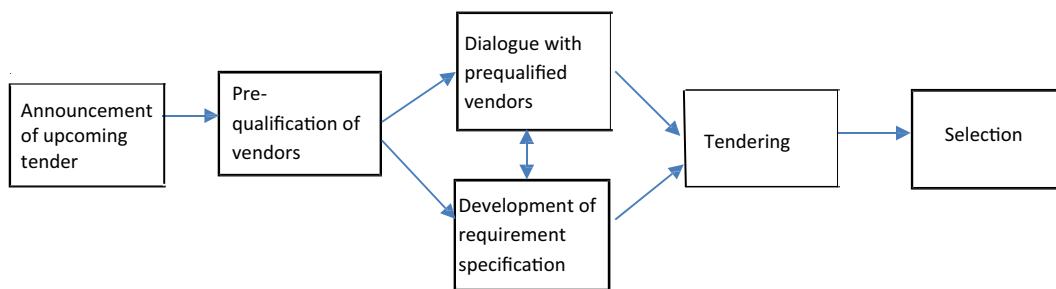 Announcement
of upcoming
tender
Pre-
qualification of
vendors
Dialogue with
prequalified
vendors
Development of
requirement
specification
Tendering
Selection